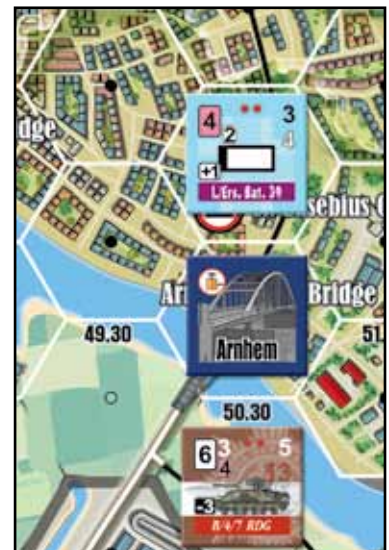 4
3
2
4
+1
L/Ers. Bat. 39
dge
sebius
Ar
Bridge
Arnhem
49.30
51
50.30
6
3
5
4
13
3
B/4/7 RDG